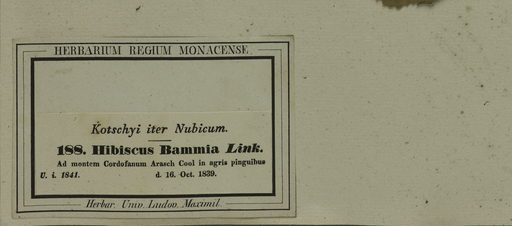 HERBARIUM REGIUM MONACENSE.
Kotschyi iter Nubicum.
188. Hibiscus Bammia Link.
Ad montem Cordofanum Arasch Cool in agris pinguibus
U. i. 1841. d. 16. Oct. 1839.
Herbar. Univ. Ludov. Maximil.